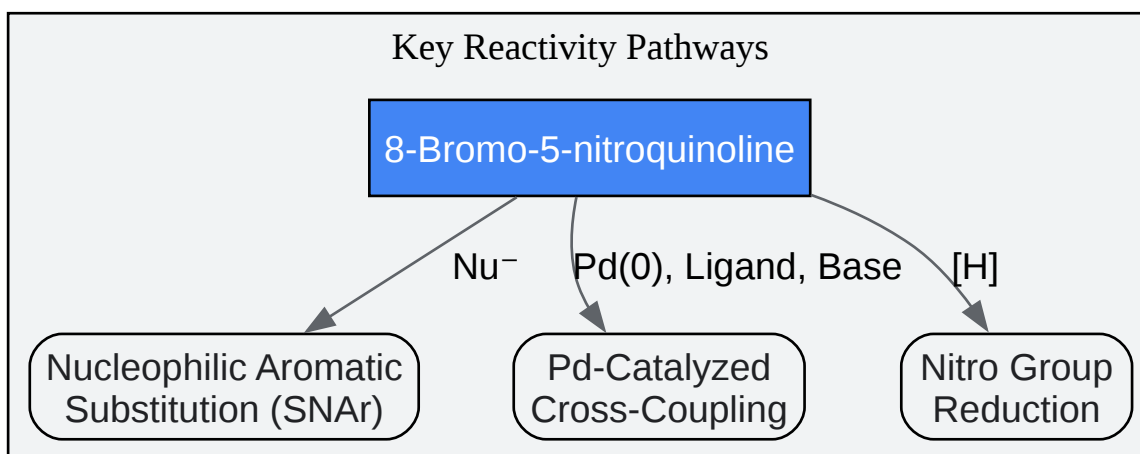 Key Reactivity Pathways
8-Bromo-5-nitroquinoline
Nu⁻
Pd(0), Ligand, Base
[H]
Nucleophilic Aromatic
Substitution (SNAr)
Pd-Catalyzed
Cross-Coupling
Nitro Group
Reduction